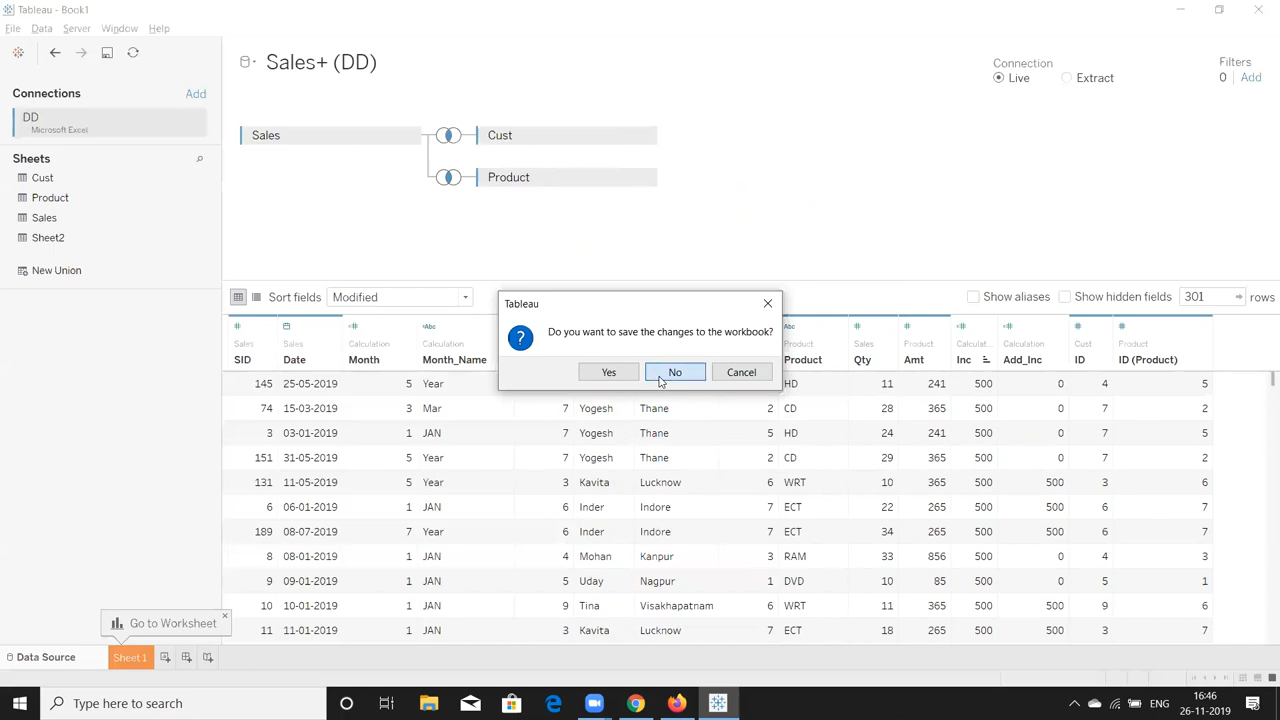 Tableau - Book1
File Data Server Window Help
Connections Add
DD
Microsoft Excel
Sheets
Cust
Product
Sales
Sheet2
New Union
Sales+ (DD)
Connection
Live Extract
Filters
0 Add
Sales Cust
Product
Sort fields Modified Show aliases Show hidden fields 301 rows
Tableau
Do you want to save the changes to the workbook?
Yes No Cancel
# # Abc Abc # # # # # #
Sales Sales Calculation Calculation Product Sales Product Calculat... Calculation Cust Product
SID Date Month Month_Name Product Qty Amt Inc Add_Inc ID ID (Product)
145 25-05-2019 5 Year HD 11 241 500 0 4 5
74 15-03-2019 3 Mar 7 Yogesh Thane 2 CD 28 365 500 0 7 2
3 03-01-2019 1 JAN 7 Yogesh Thane 5 HD 24 241 500 0 7 5
151 31-05-2019 5 Year 7 Yogesh Thane 2 CD 29 365 500 0 7 2
131 11-05-2019 5 Year 3 Kavita Lucknow 6 WRT 10 365 500 500 3 6
6 06-01-2019 1 JAN 6 Inder Indore 7 ECT 22 265 500 500 6 7
189 08-07-2019 7 Year 6 Inder Indore 7 ECT 34 265 500 500 6 7
8 08-01-2019 1 JAN 4 Mohan Kanpur 3 RAM 33 856 500 0 4 3
9 09-01-2019 1 JAN 5 Uday Nagpur 1 DVD 10 85 500 0 5 1
10 10-01-2019 1 JAN 9 Tina Visakhapatnam 6 WRT 11 365 500 500 9 6
11 11-01-2019 1 JAN 3 Kavita Lucknow 7 ECT 18 265 500 500 3 7
Go to Worksheet
Data Source Sheet 1
Type here to search
ENG
16:46
26-11-2019